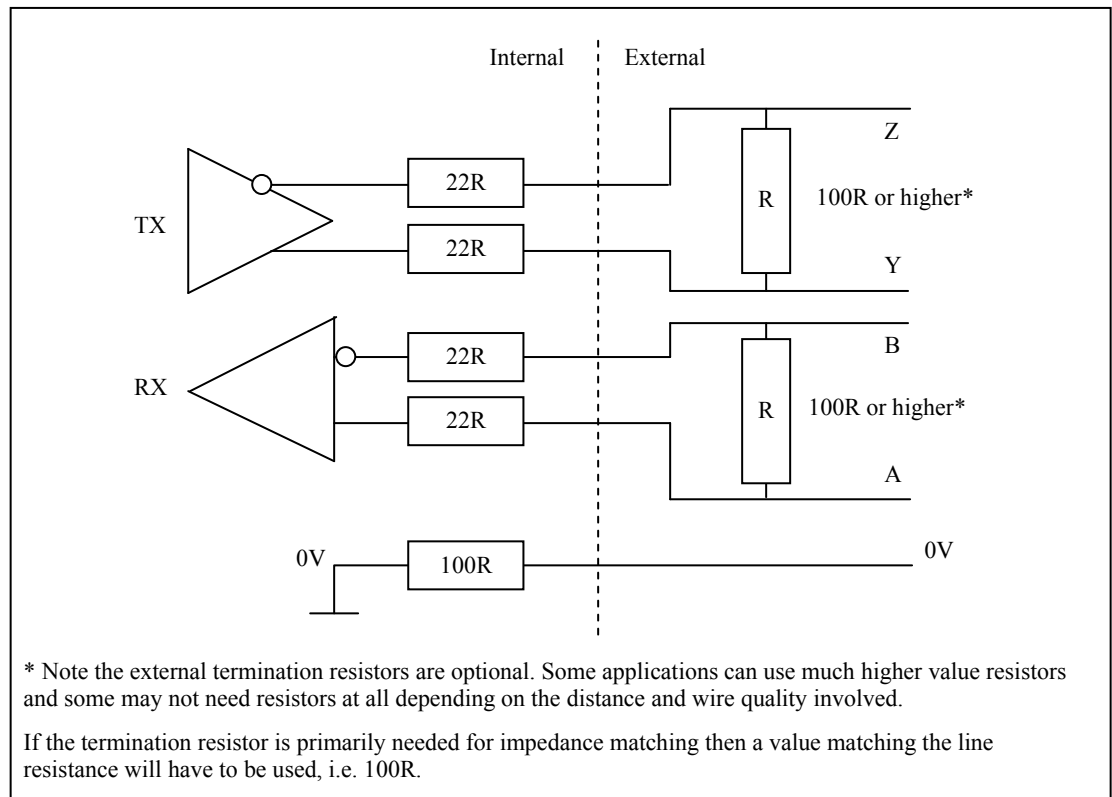 Internal External
Z
22R
R 100R or higher*
TX
22R
Y
B
22R
RX
R 100R or higher*
22R
A
0V 100R 0V
* Note the external termination resistors are optional. Some applications can use much higher value resistors
and some may not need resistors at all depending on the distance and wire quality involved.
If the termination resistor is primarily needed for impedance matching then a value matching the line
resistance will have to be used, i.e. 100R.